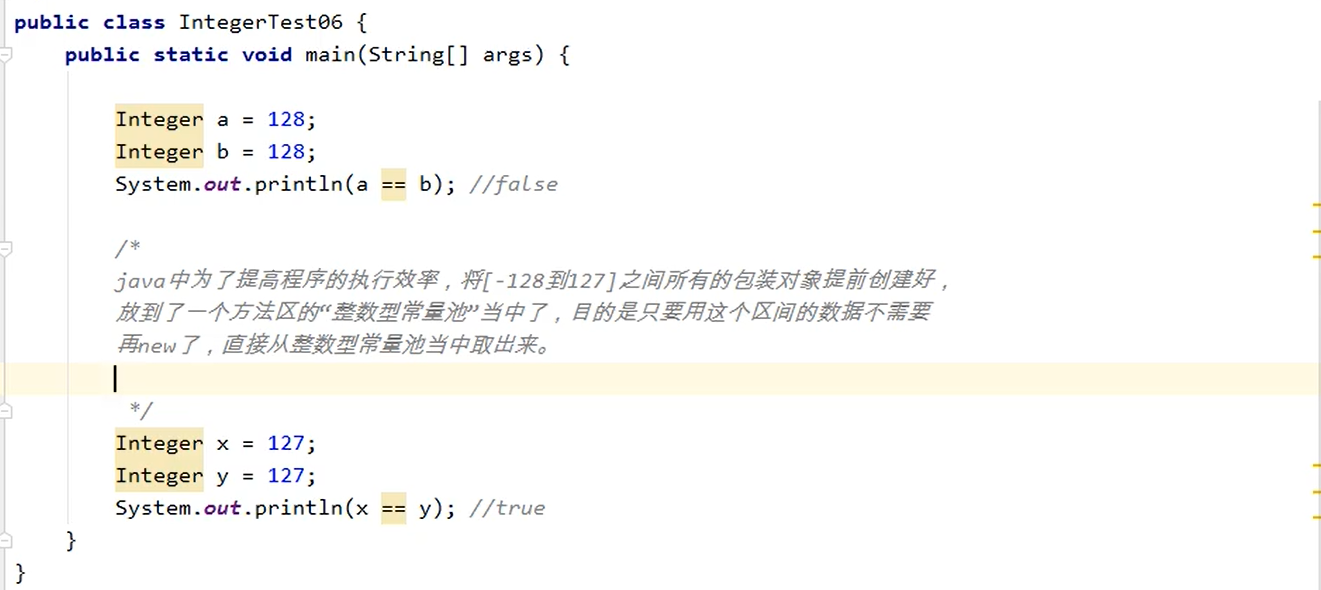 public class IntegerTest06 {
public static void main(String[] args) {
Integer a = 128;
Integer b = 128;
System.out.println(a == b); //false
/*
java中为了提高程序的执行效率，将[-128到127]之间所有的包装对象提前创建好，
放到了一个方法区的“整数型常量池”当中了，目的是只要用这个区间的数据不需要
再new了，直接从整数型常量池当中取出来。
*/
Integer x = 127;
Integer y = 127;
System.out.println(x == y); //true
}
}